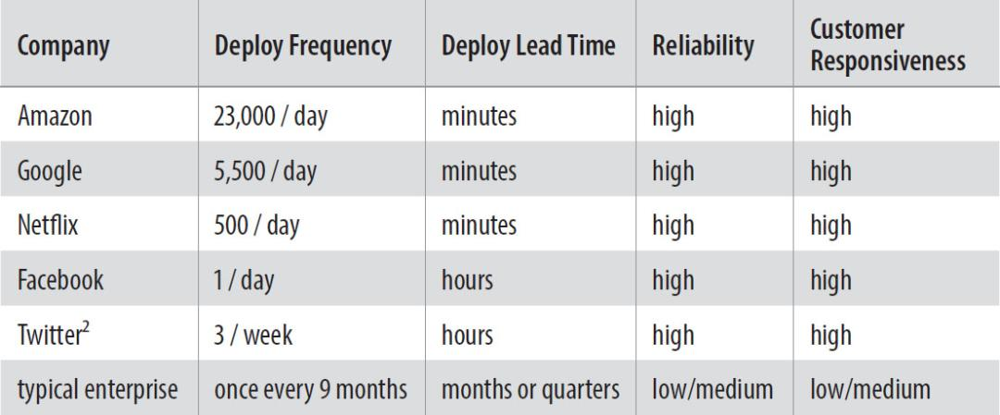 Company Deploy Frequency Deploy Lead Time Reliability Customer Responsiveness
Amazon 23,000 / day minutes high high
Google 5,500 / day minutes high high
Netflix 500 / day minutes high high
Facebook 1 / day hours high high
Twitter² 3 / week hours high high
typical enterprise once every 9 months months or quarters low/medium low/medium